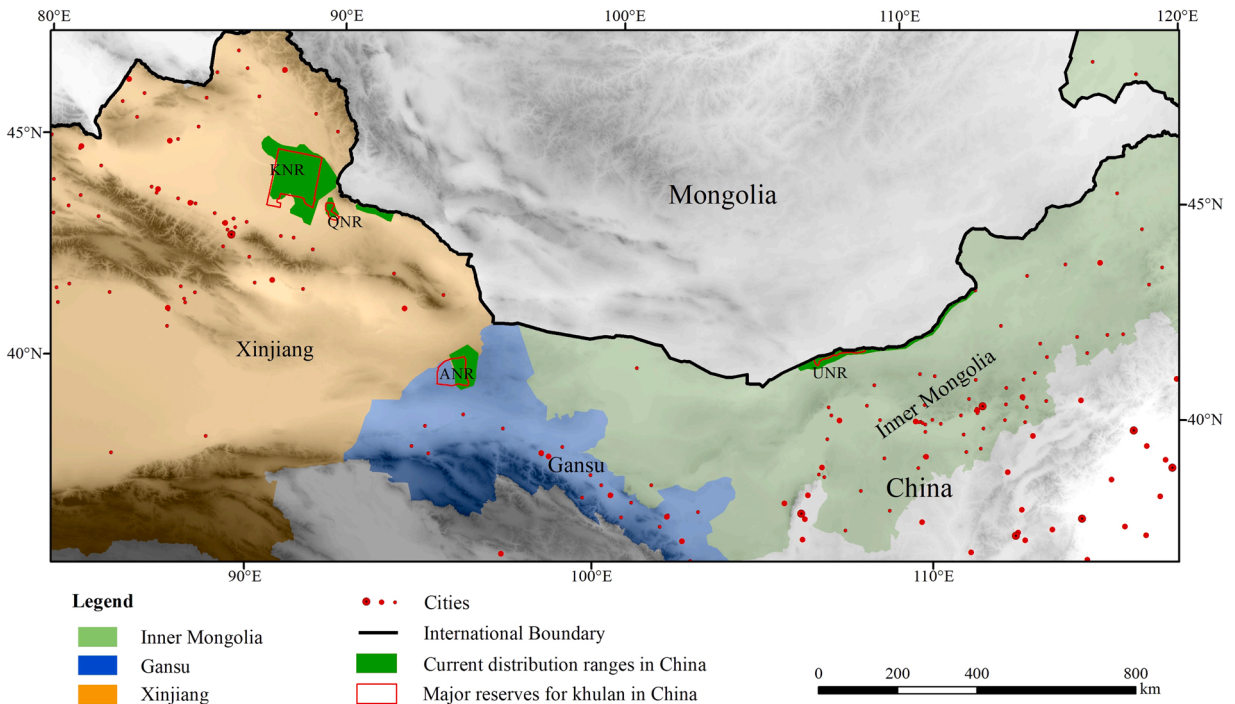 80°E 90°E 100°E 110°E 120°E
45°N
KNR
Mongolia
QNR
45°N
Xinjiang
40°N
ANR
UNR
Inner Mongolia
40°N
Gansu
China
90°E 100°E 110°E
Legend
Inner Mongolia
Gansu
Xinjiang
Cities
International Boundary
Current distribution ranges in China
Major reserves for khulan in China
0 200 400 800
km